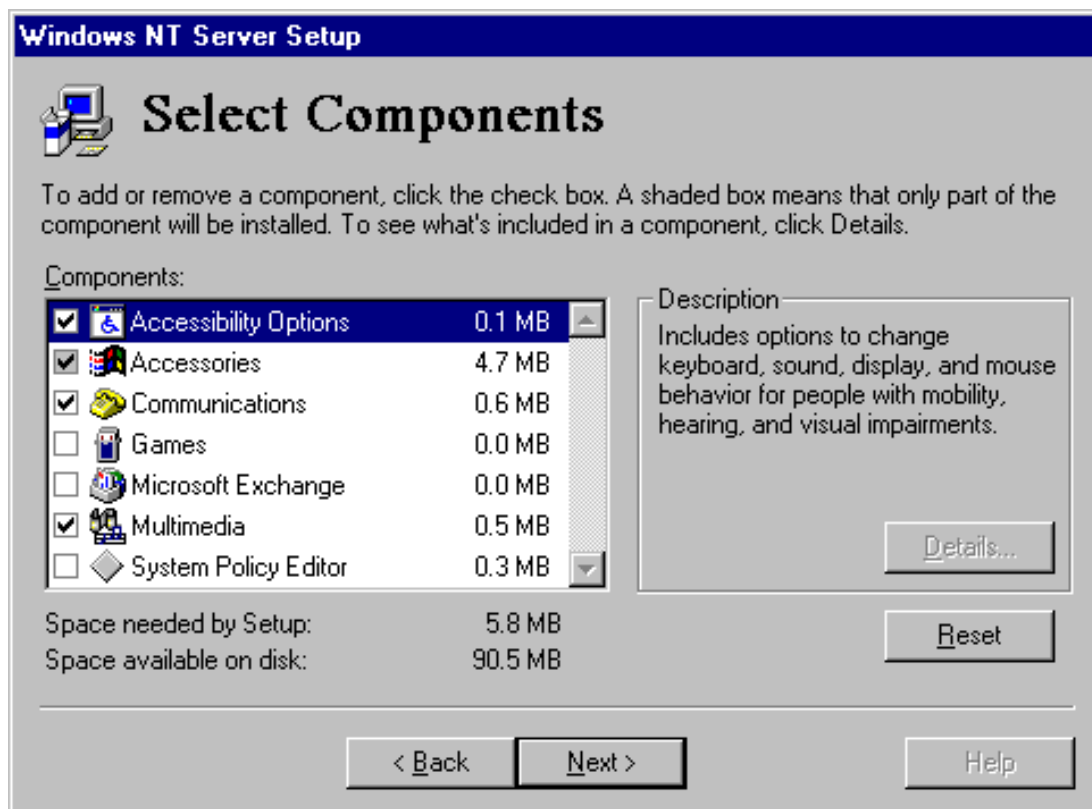 Windows NT Server Setup
Select Components
To add or remove a component, click the check box. A shaded box means that only part of the
component will be installed. To see what's included in a component, click Details.
Components:
Accessibility Options 0.1 MB
Accessories 4.7 MB
Communications 0.6 MB
Games 0.0 MB
Microsoft Exchange 0.0 MB
Multimedia 0.5 MB
System Policy Editor 0.3 MB
Description
Includes options to change
keyboard, sound, display, and mouse
behavior for people with mobility,
hearing, and visual impairments.
Details...
Space needed by Setup: 5.8 MB
Space available on disk: 90.5 MB
Reset
< Back
Next >
Help